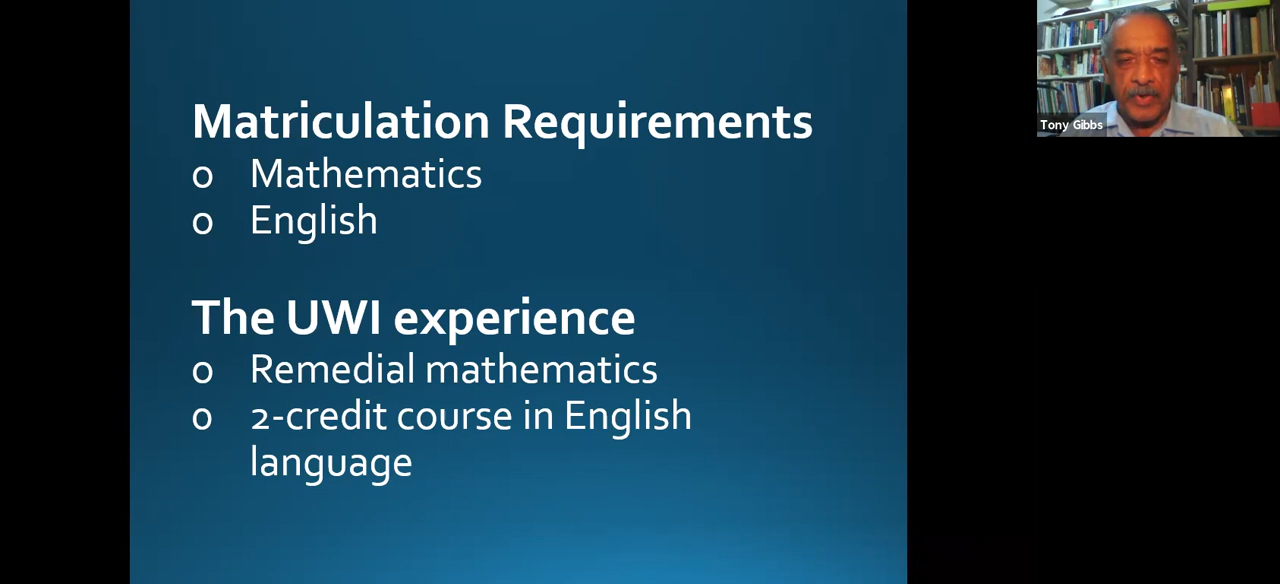 Matriculation Requirements
o Mathematics
o English
The UWI experience
o Remedial mathematics
o 2-credit course in English
language
Tony Gibbs